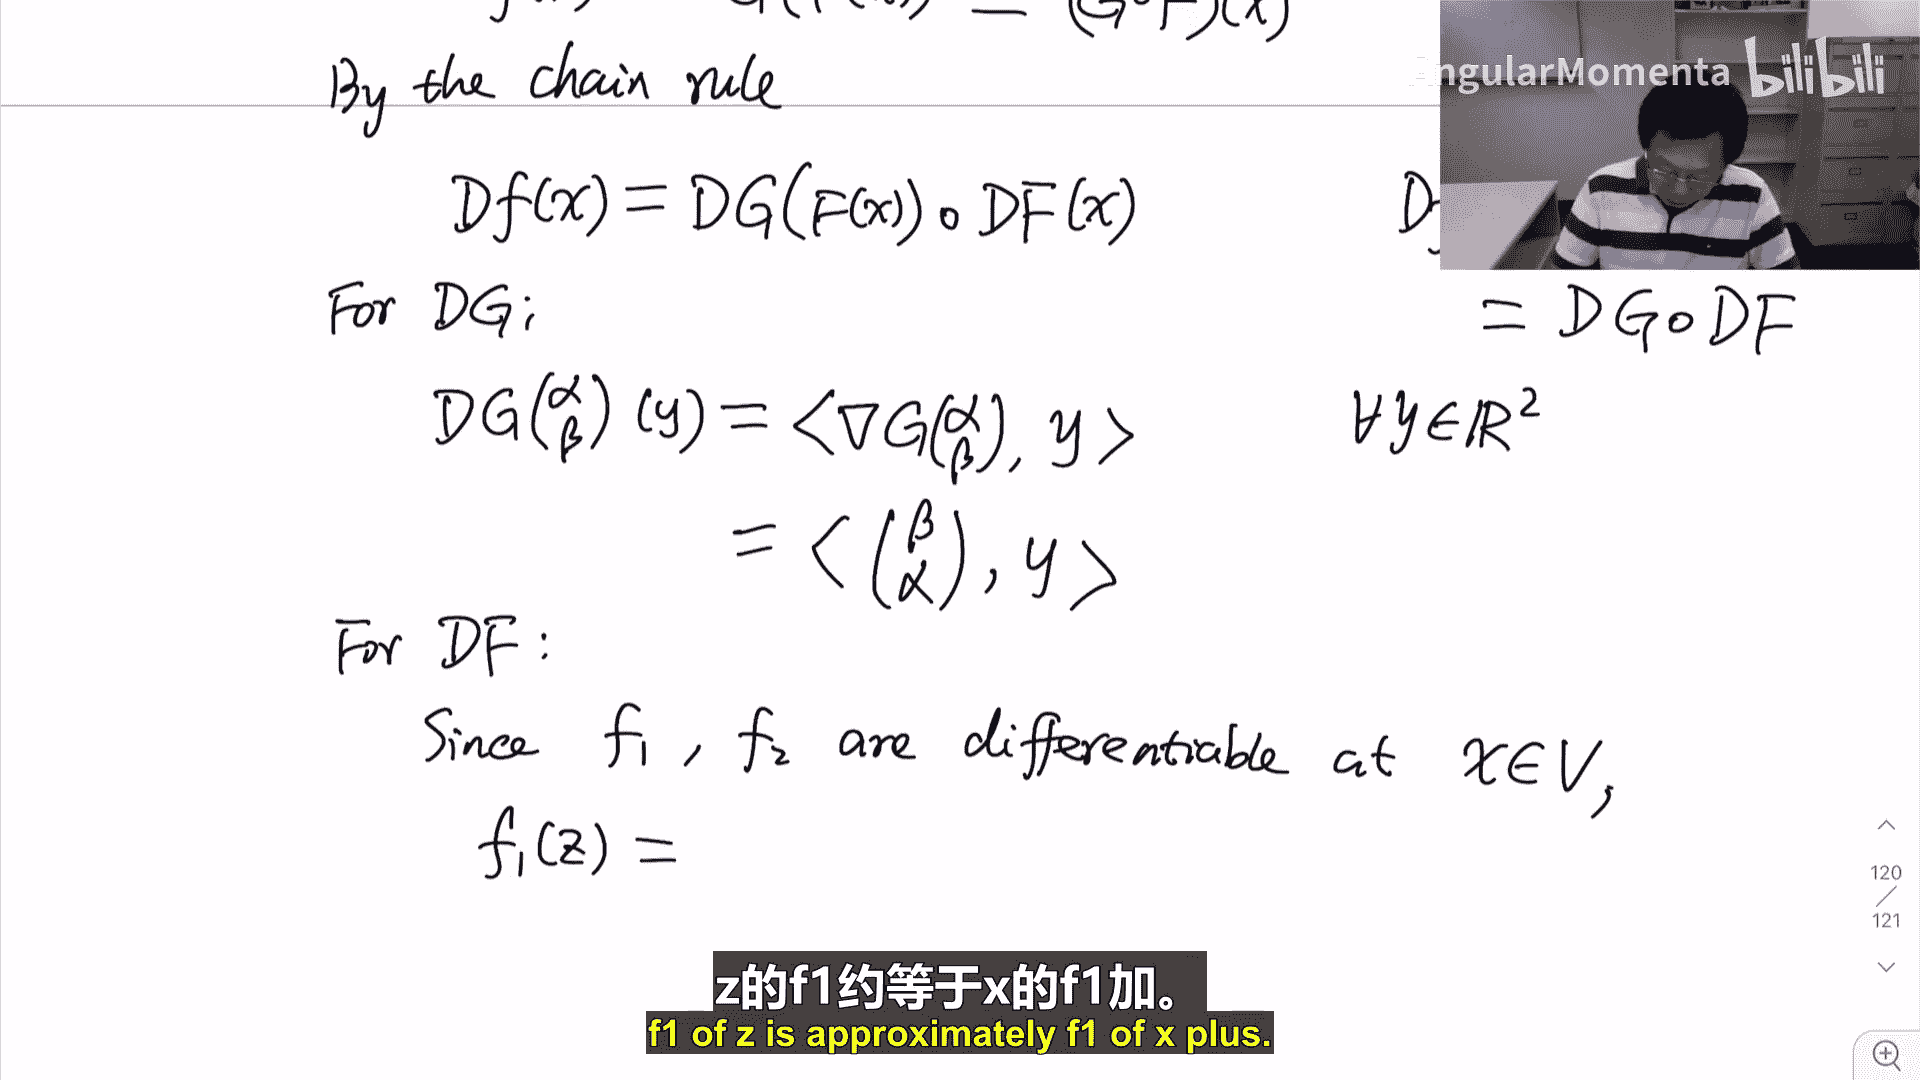 (G∘F)(x)
By the chain rule
ngularMomenta bilibili
Df(x) = DG(F(x)) ∘ DF(x)
For DG:
= DG∘DF
DG(α β)(y) = <∇G(α β), y> ∀y∈ℝ²
= <(β α), y>
For DF:
Since f₁, f₂ are differentiable at x∈V,
f₁(z) =
120
/
121
z的f1约等于x的f1加。
f1 of z is approximately f1 of x plus.